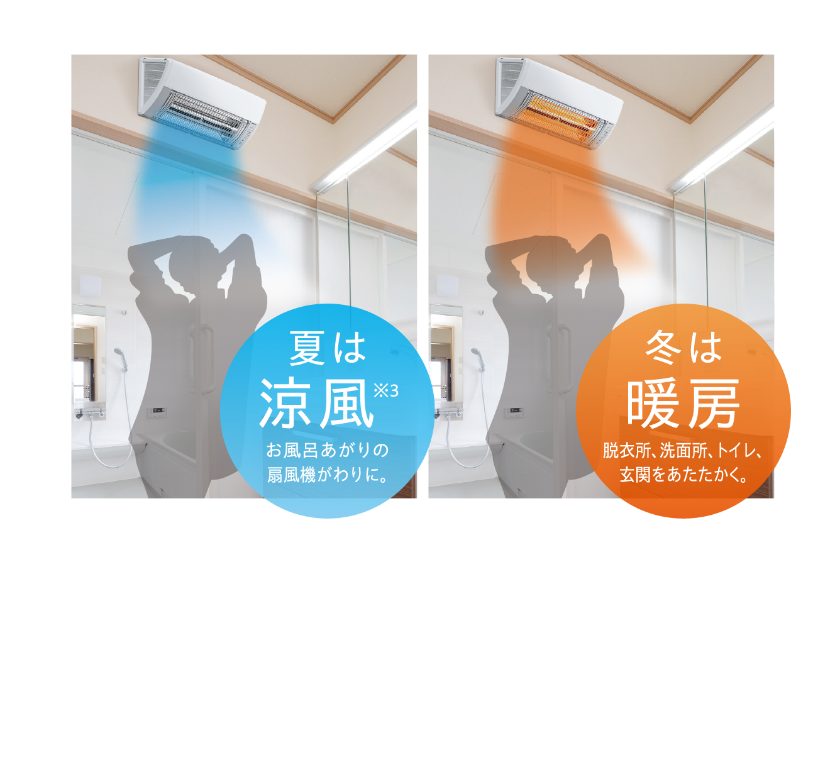 夏は
涼風※3
お風呂あがりの
扇風機がわりに。
冬は
暖房
脱衣所、洗面所、トイレ、
玄関をあたたかく。